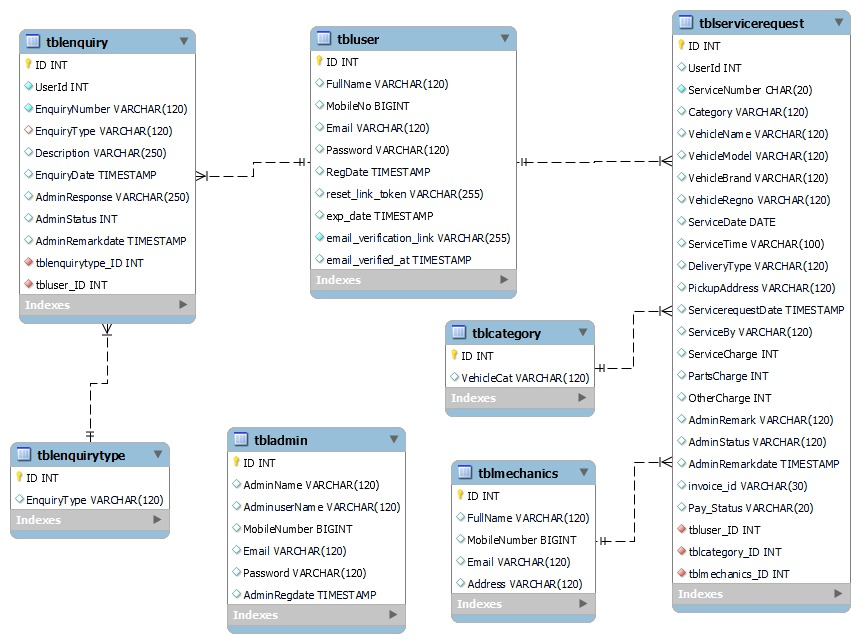 tblenquiry
ID INT
UserId INT
EnquiryNumber VARCHAR(120)
EnquiryType VARCHAR(120)
Description VARCHAR(250)
EnquiryDate TIMESTAMP
AdminResponse VARCHAR(250)
AdminStatus INT
AdminRemarkdate TIMESTAMP
tblenquirytype_ID INT
tbluser_ID INT
Indexes
tbluser
ID INT
FullName VARCHAR(120)
MobileNo BIGINT
Email VARCHAR(120)
Password VARCHAR(120)
RegDate TIMESTAMP
reset_link_token VARCHAR(255)
exp_date TIMESTAMP
email_verification_link VARCHAR(255)
email_verified_at TIMESTAMP
Indexes
tblservicerequest
ID INT
UserId INT
ServiceNumber CHAR(20)
Category VARCHAR(120)
VehicleName VARCHAR(120)
VehicleModel VARCHAR(120)
VehicleBrand VARCHAR(120)
VehicleRegno VARCHAR(120)
ServiceDate DATE
ServiceTime VARCHAR(100)
DeliveryType VARCHAR(120)
PickupAddress VARCHAR(120)
ServicerequestDate TIMESTAMP
ServiceBy VARCHAR(120)
ServiceCharge INT
PartsCharge INT
OtherCharge INT
AdminRemark VARCHAR(120)
AdminStatus VARCHAR(120)
AdminRemarkdate TIMESTAMP
invoice_id VARCHAR(30)
Pay_Status VARCHAR(20)
tbluser_ID INT
tblcategory_ID INT
tblmechanics_ID INT
Indexes
tblcategory
ID INT
VehicleCat VARCHAR(120)
Indexes
tblenquirytype
ID INT
EnquiryType VARCHAR(120)
Indexes
tbladmin
ID INT
AdminName VARCHAR(120)
AdminuserName VARCHAR(120)
MobileNumber BIGINT
Email VARCHAR(120)
Password VARCHAR(120)
AdminRegdate TIMESTAMP
Indexes
tblmechanics
ID INT
FullName VARCHAR(120)
MobileNumber BIGINT
Email VARCHAR(120)
Address VARCHAR(120)
Indexes